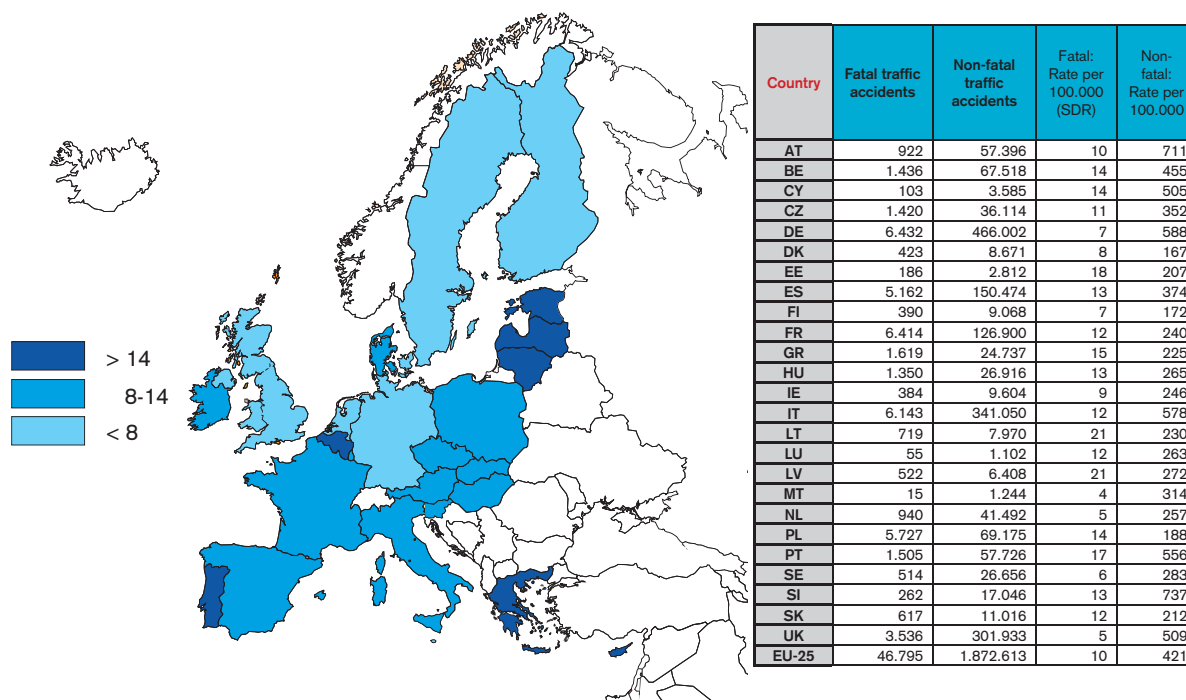 > 14
8-14
< 8
Country Fatal traffic accidents Non-fatal traffic accidents Fatal: Rate per 100.000 (SDR) Non-fatal: Rate per 100.000
AT 922 57.396 10 711
BE 1.436 67.518 14 455
CY 103 3.585 14 505
CZ 1.420 36.114 11 352
DE 6.432 466.002 7 588
DK 423 8.671 8 167
EE 186 2.812 18 207
ES 5.162 150.474 13 374
FI 390 9.068 7 172
FR 6.414 126.900 12 240
GR 1.619 24.737 15 225
HU 1.350 26.916 13 265
IE 384 9.604 9 246
IT 6.143 341.050 12 578
LT 719 7.970 21 230
LU 55 1.102 12 263
LV 522 6.408 21 272
MT 15 1.244 4 314
NL 940 41.492 5 257
PL 5.727 69.175 14 188
PT 1.505 57.726 17 556
SE 514 26.656 6 283
SI 262 17.046 13 737
SK 617 11.016 12 212
UK 3.536 301.933 5 509
EU-25 46.795 1.872.613 10 421